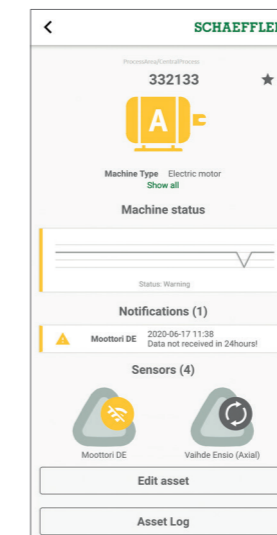 SCHAEFFLER
ProcessArea/CentralProcess
332133
A
Machine Type Electric motor
Show all
Machine status
Status: Warning
Notifications (1)
Moottori DE 2020-06-17 11:38
Data not received in 24hours!
Sensors (4)
Moottori DE Vaihde Ensio (Axial)
Edit asset
Asset Log